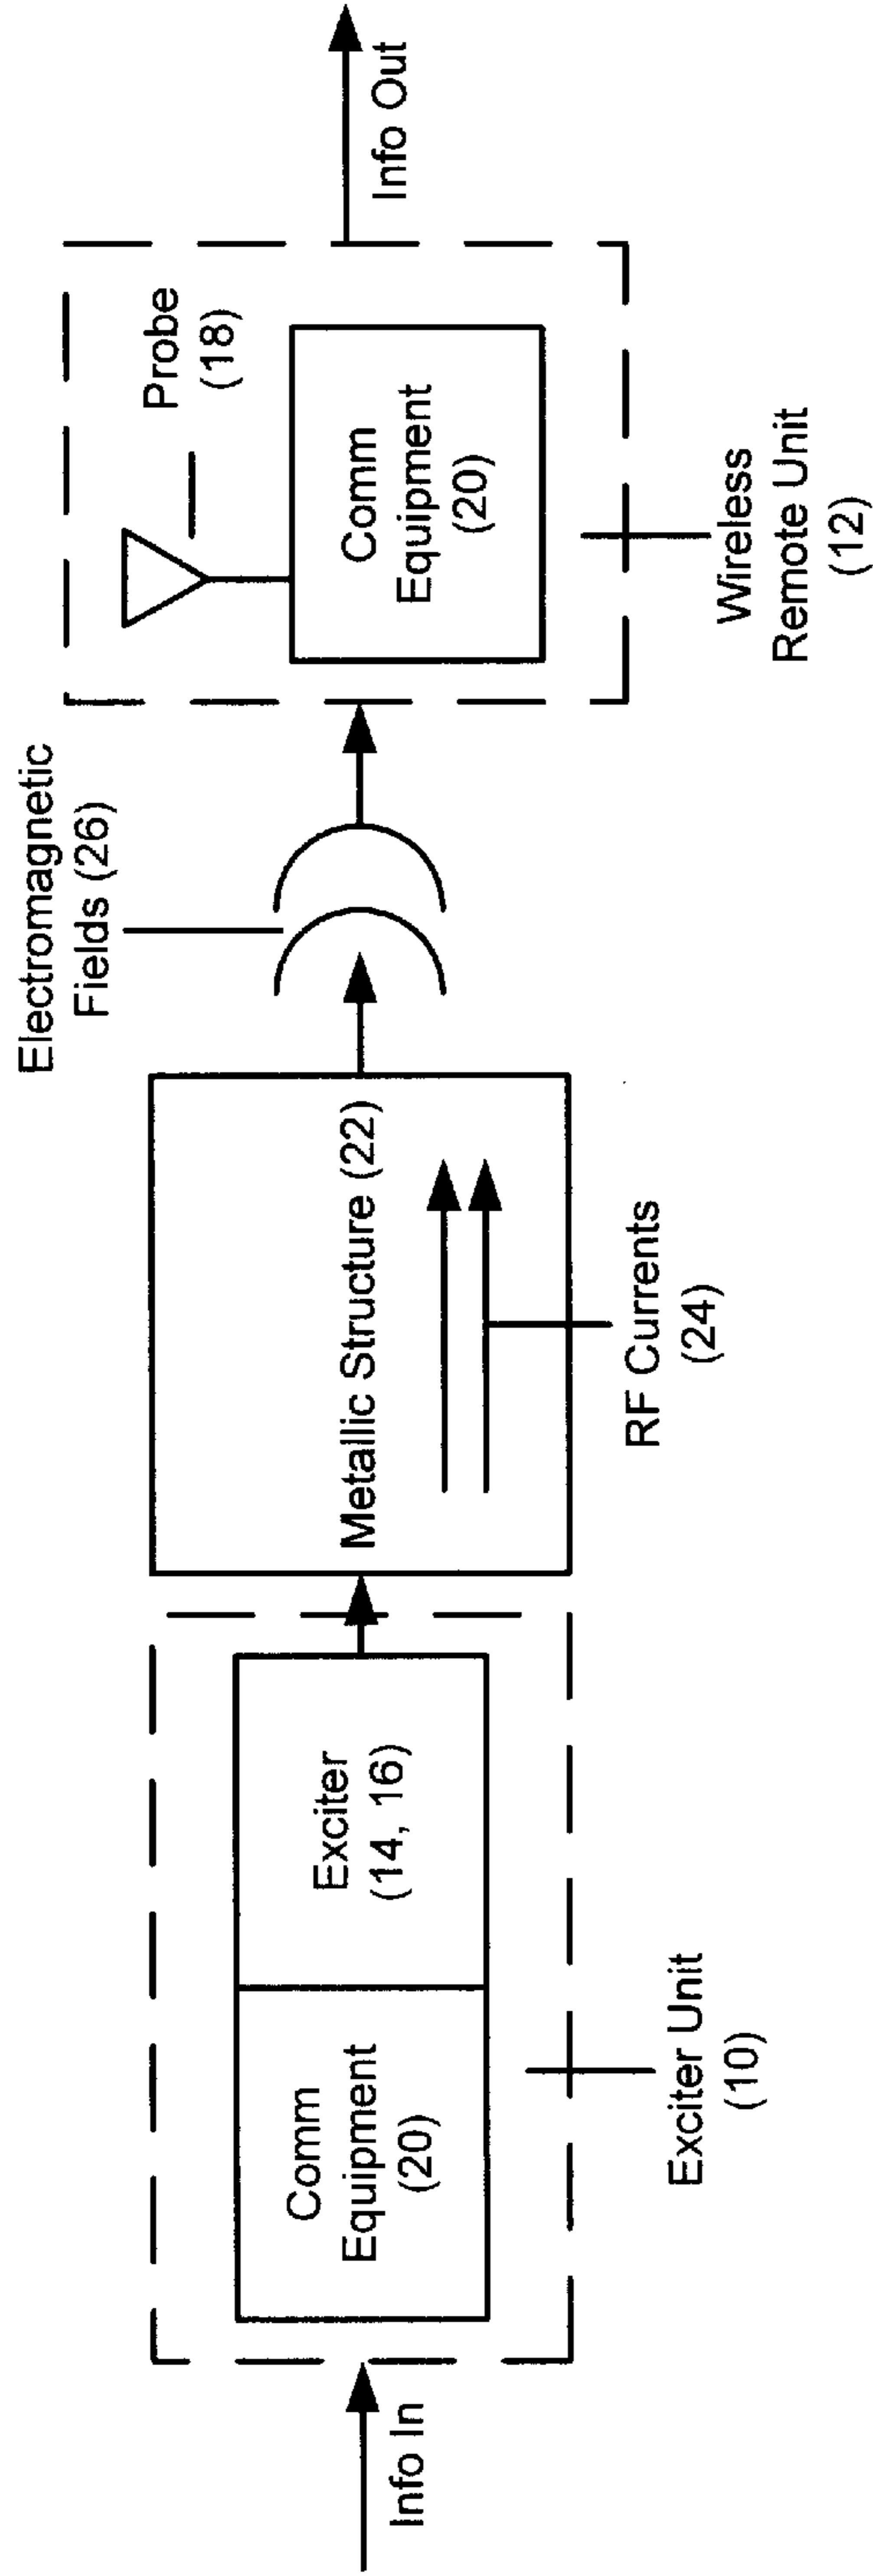 Info In
Comm
Equipment
(20)
Exciter
(14, 16)
Exciter Unit
(10)
Metallic Structure (22)
RF Currents
(24)
Electromagnetic
Fields (26)
Probe
(18)
Comm
Equipment
(20)
Wireless
Remote Unit
(12)
Info Out